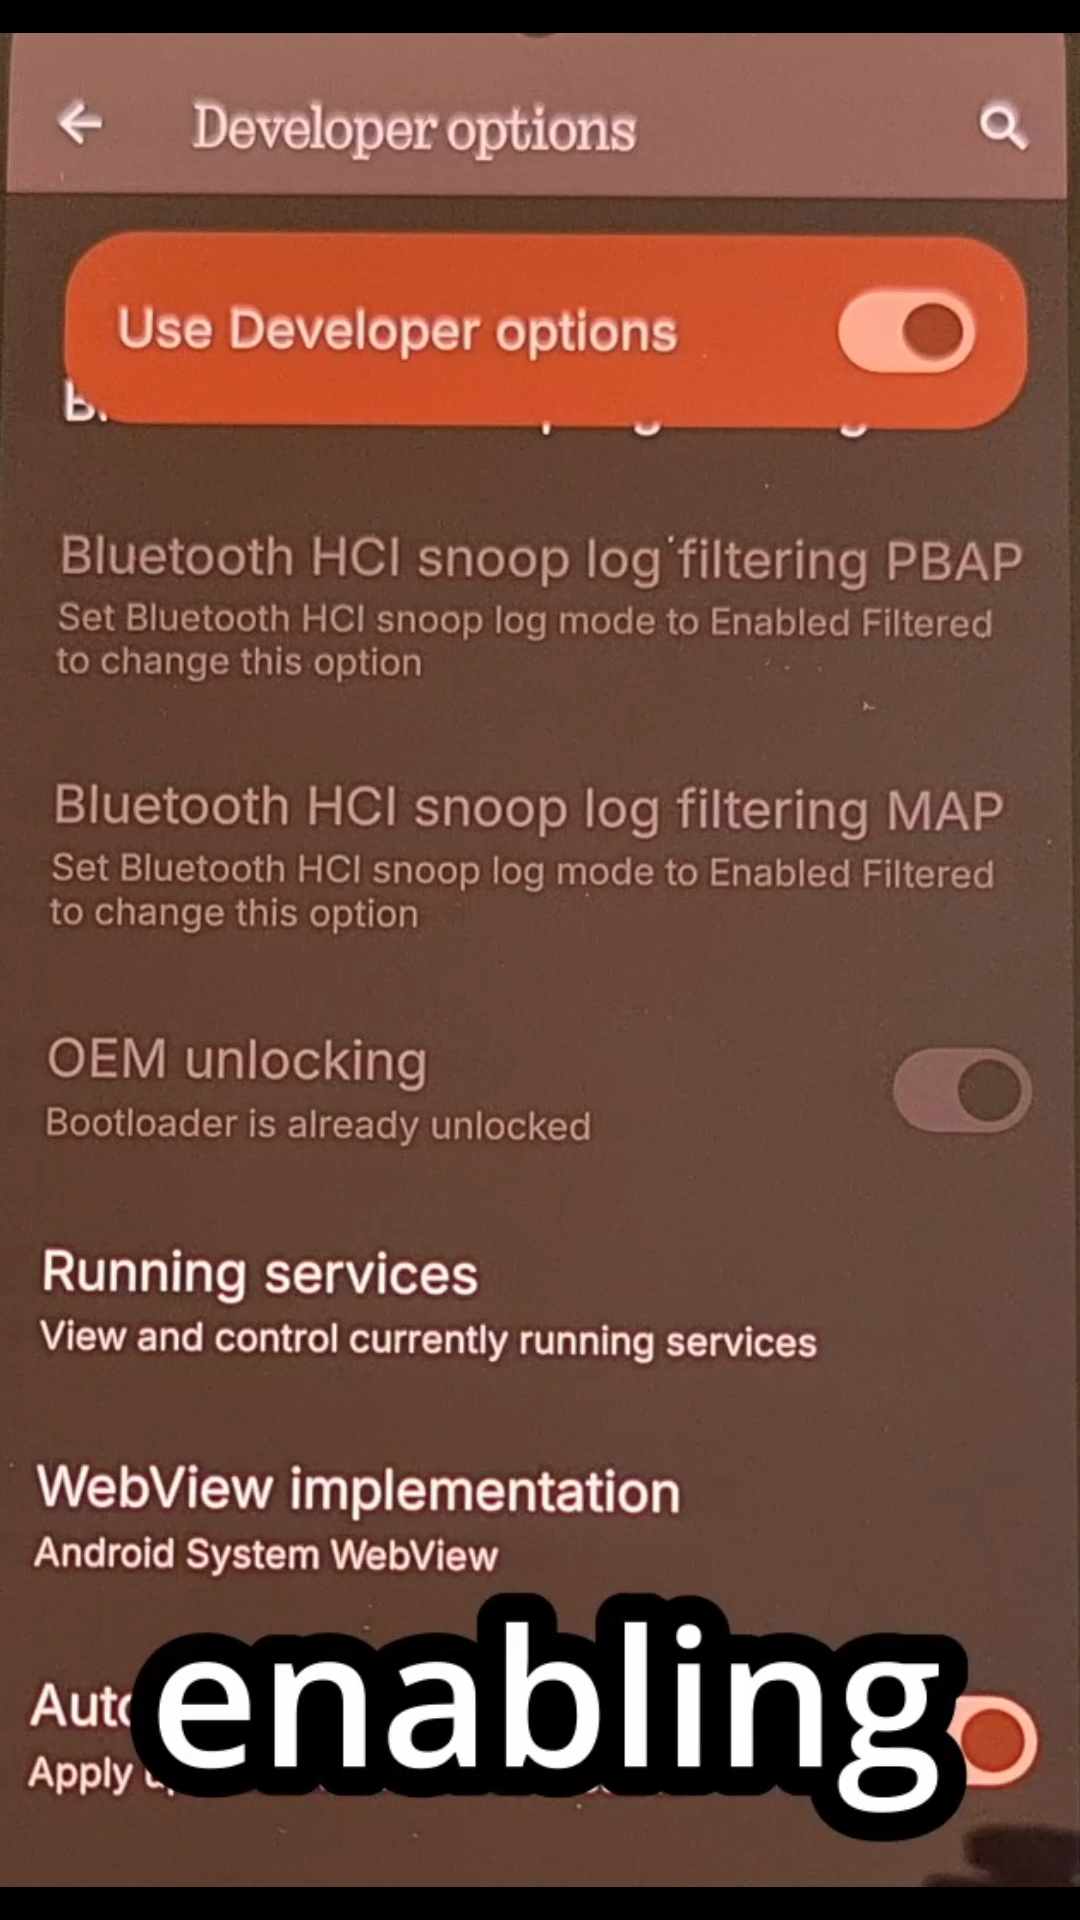 Developer options
Use Developer options
Bluetooth HCI snoop log filtering PBAP
Set Bluetooth HCI snoop log mode to Enabled Filtered
to change this option
Bluetooth HCI snoop log filtering MAP
Set Bluetooth HCI snoop log mode to Enabled Filtered
to change this option
OEM unlocking
Bootloader is already unlocked
Running services
View and control currently running services
WebView implementation
Android System WebView
enabling
Apply